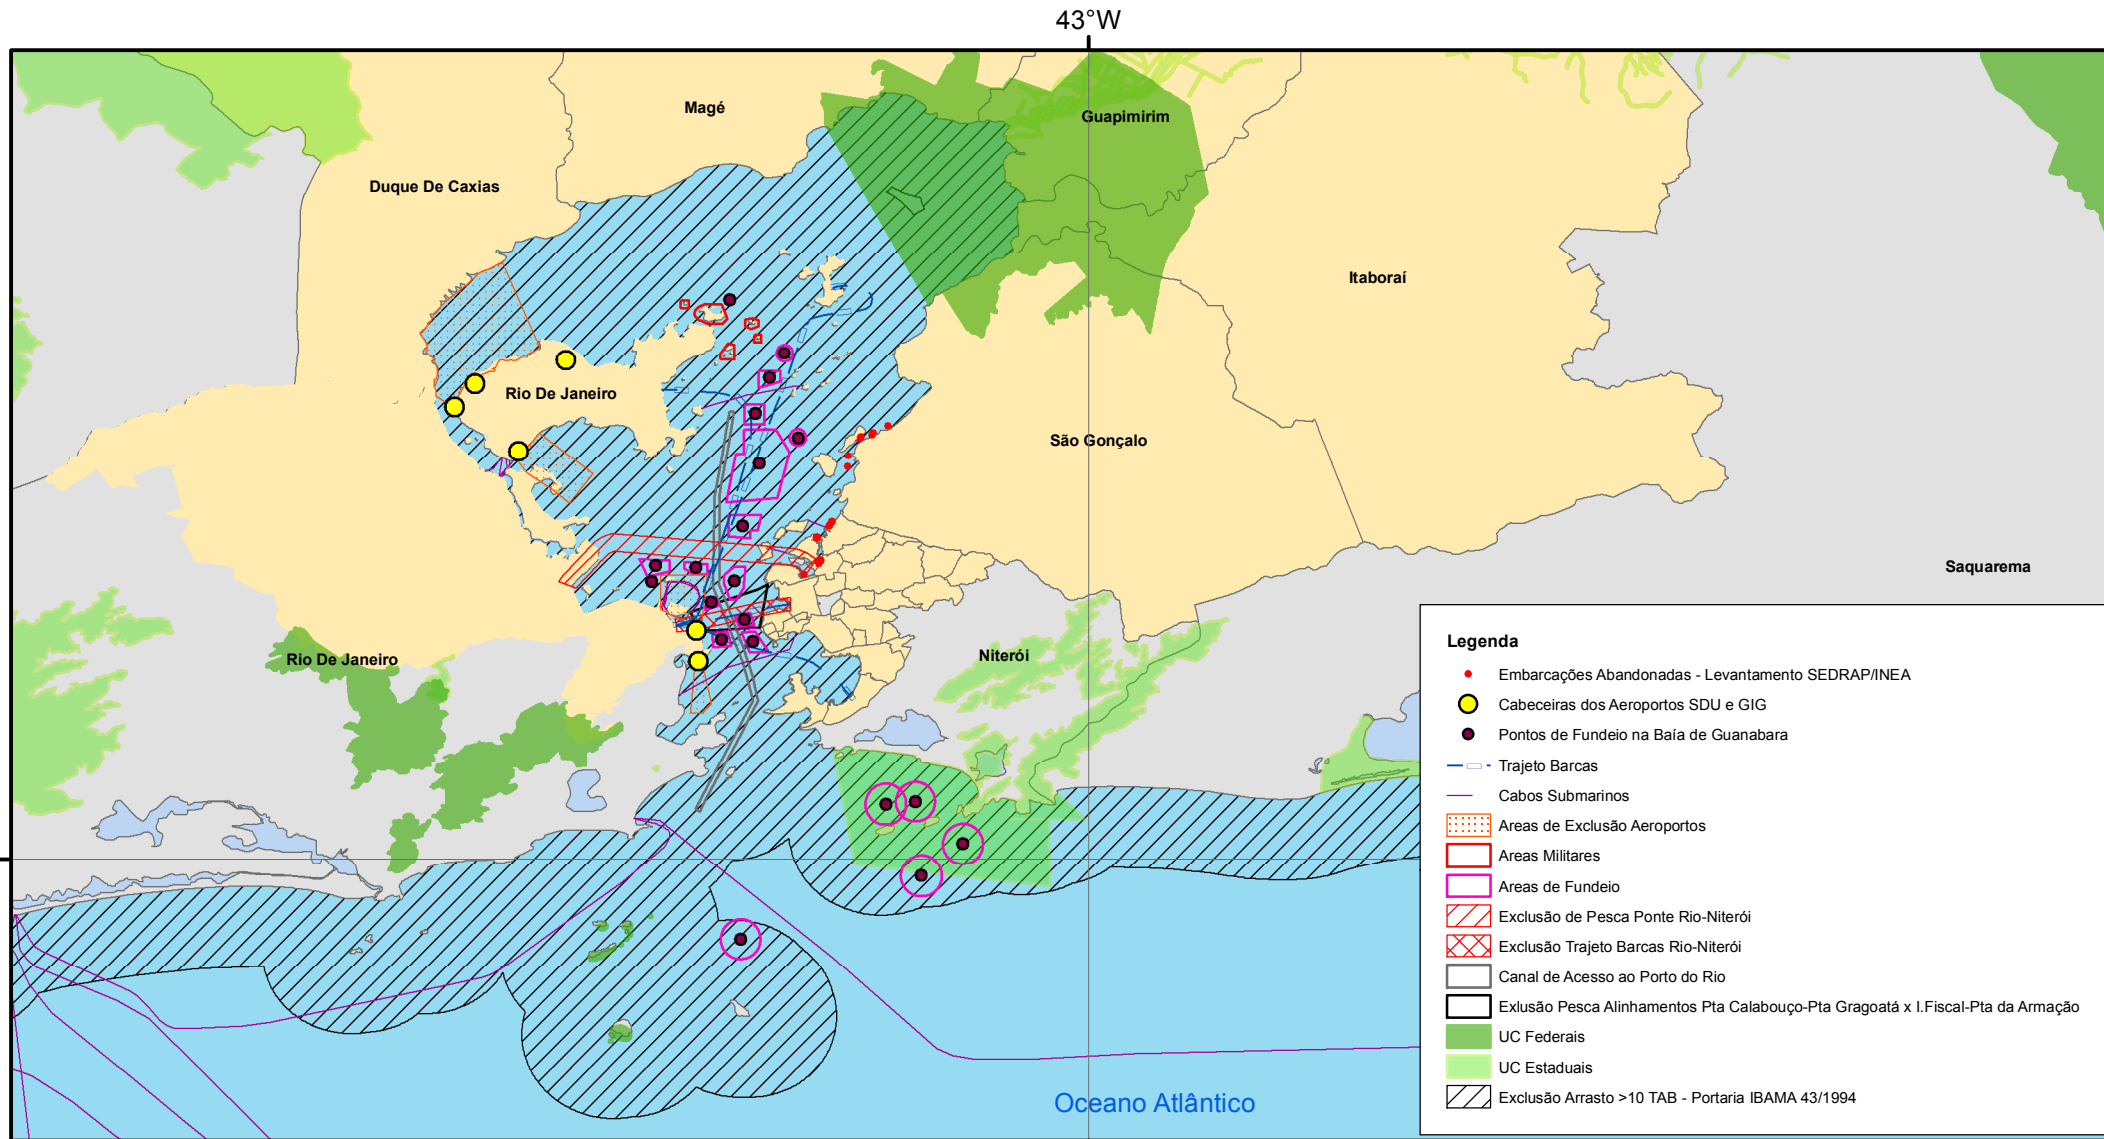 43°W
Magé
Guapimirim
Duque De Caxias
Itaboraí
Rio De Janeiro
São Gonçalo
Saquarema
Niterói
Rio De Janeiro
Legenda
Embarcações Abandonadas - Levantamento SEDRAP/INEA
Cabeceiras dos Aeroportos SDU e GIG
Pontos de Fundeio na Baía de Guanabara
Trajeto Barcas
Cabos Submarinos
Areas de Exclusão Aeroportos
Areas Militares
Areas de Fundeio
Exclusão de Pesca Ponte Rio-Niterói
Exclusão Trajeto Barcas Rio-Niterói
Canal de Acesso ao Porto do Rio
Exlusão Pesca Alinhamentos Pta Calabouço-Pta Gragoatá x I.Fiscal-Pta da Armação
UC Federais
UC Estaduais
Exclusão Arrasto >10 TAB - Portaria IBAMA 43/1994
Oceano Atlântico